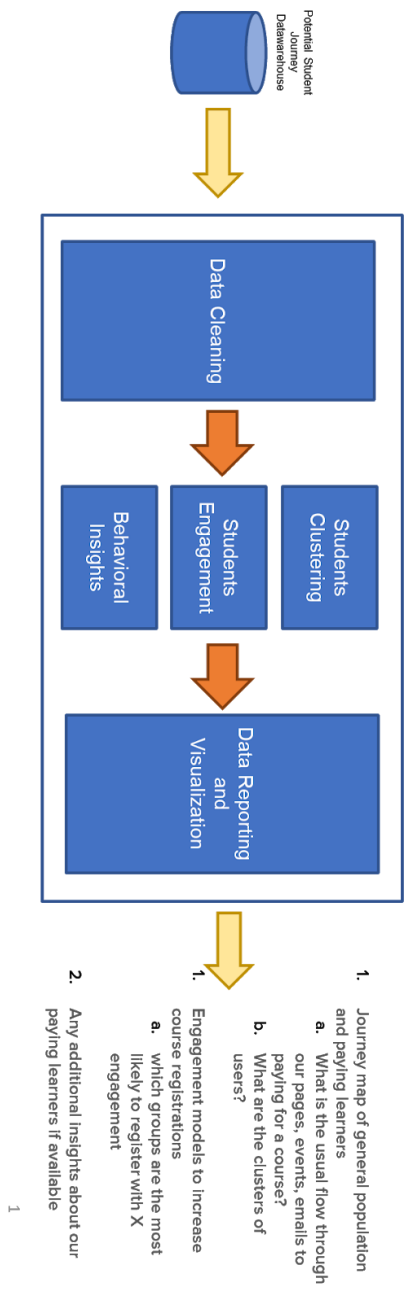 Potential Student
Journey
Datawarehouse
Data Cleaning
Students
Clustering
Students
Engagement
Behavioral
Insights
Data Reporting
and
Visualization
1. Journey map of general population
and paying learners
a. What is the usual flow through
our pages, events, emails to
paying for a course?
b. What are the clusters of
users?
1. Engagement models to increase
course registrations
a. which groups are the most
likely to register with X
engagement
2. Any additional insights about our
paying learners if available
1